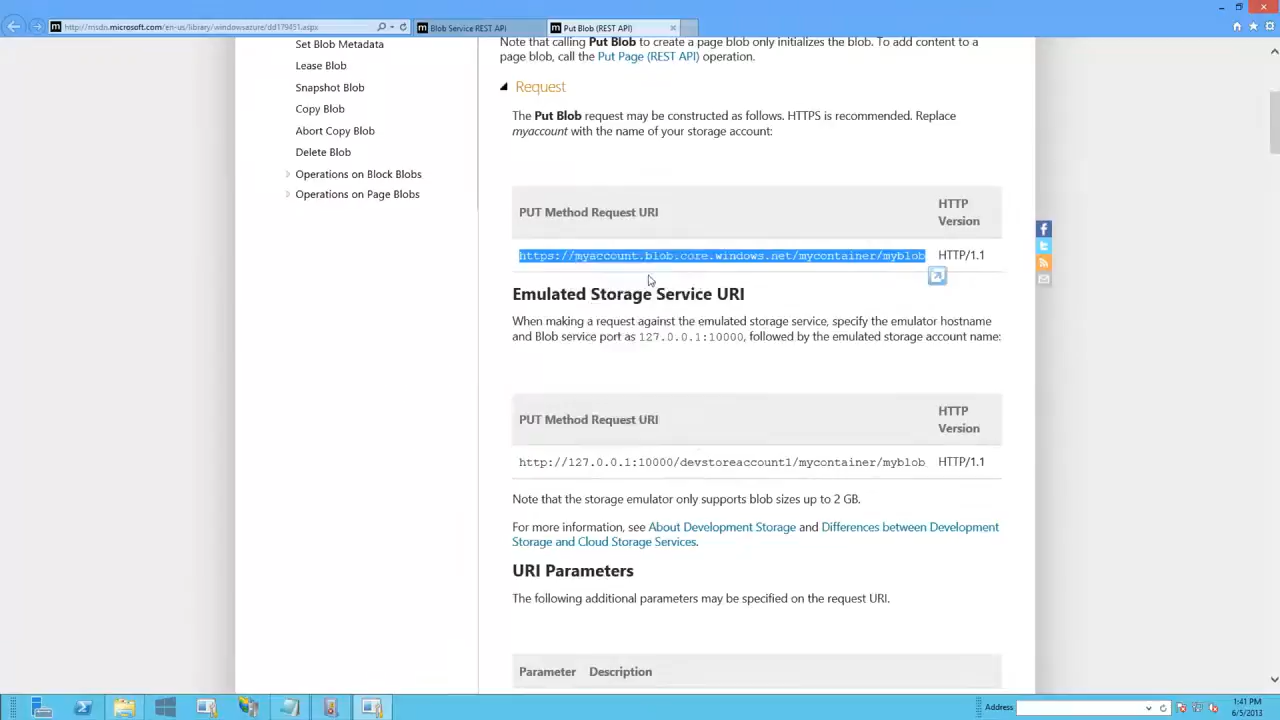 http://msdn.microsoft.com/en-us/library/windowsazure/dd179451.aspx
Blob Service REST API
Put Blob (REST API)
Set Blob Metadata
Lease Blob
Snapshot Blob
Copy Blob
Abort Copy Blob
Delete Blob
Operations on Block Blobs
Operations on Page Blobs
Note that calling Put Blob to create a page blob only initializes the blob. To add content to a
page blob, call the Put Page (REST API) operation.
Request
The Put Blob request may be constructed as follows. HTTPS is recommended. Replace
myaccount with the name of your storage account:
PUT Method Request URI
HTTP
Version
https://myaccount.blob.core.windows.net/mycontainer/myblob
HTTP/1.1
Emulated Storage Service URI
When making a request against the emulated storage service, specify the emulator hostname
and Blob service port as 127.0.0.1:10000, followed by the emulated storage account name:
PUT Method Request URI
HTTP
Version
http://127.0.0.1:10000/devstoreaccount1/mycontainer/myblob
HTTP/1.1
Note that the storage emulator only supports blob sizes up to 2 GB.
For more information, see About Development Storage and Differences between Development
Storage and Cloud Storage Services.
URI Parameters
The following additional parameters may be specified on the request URI.
Parameter
Description
Address
1:41 PM
6/5/2013